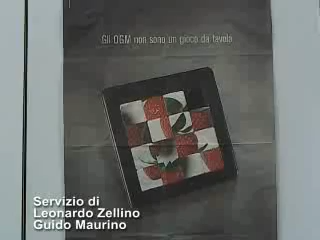 Gli OGM non sono un gioco da tavola
Servizio di
Leonardo Zellino
Guido Maurino